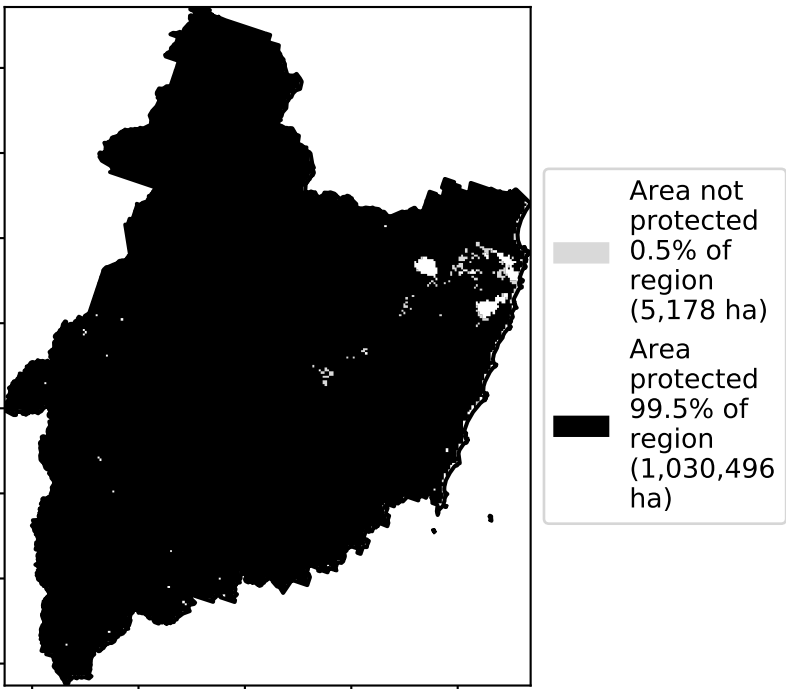 Area not
protected
0.5% of
region
(5,178 ha)
Area
protected
99.5% of
region
(1,030,496
ha)